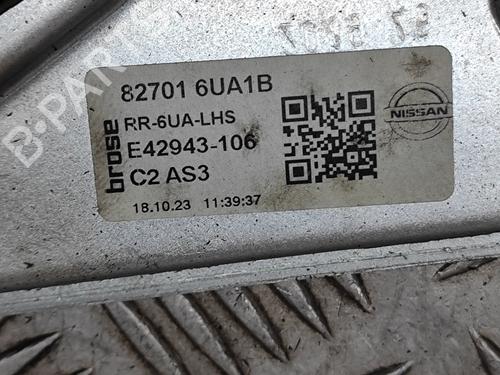 82701 6UA1B
brose
RR-6UA-LHS
E42943-106
C2 AS3
18.10.23 11:39:37
NISSAN
B-PARTS